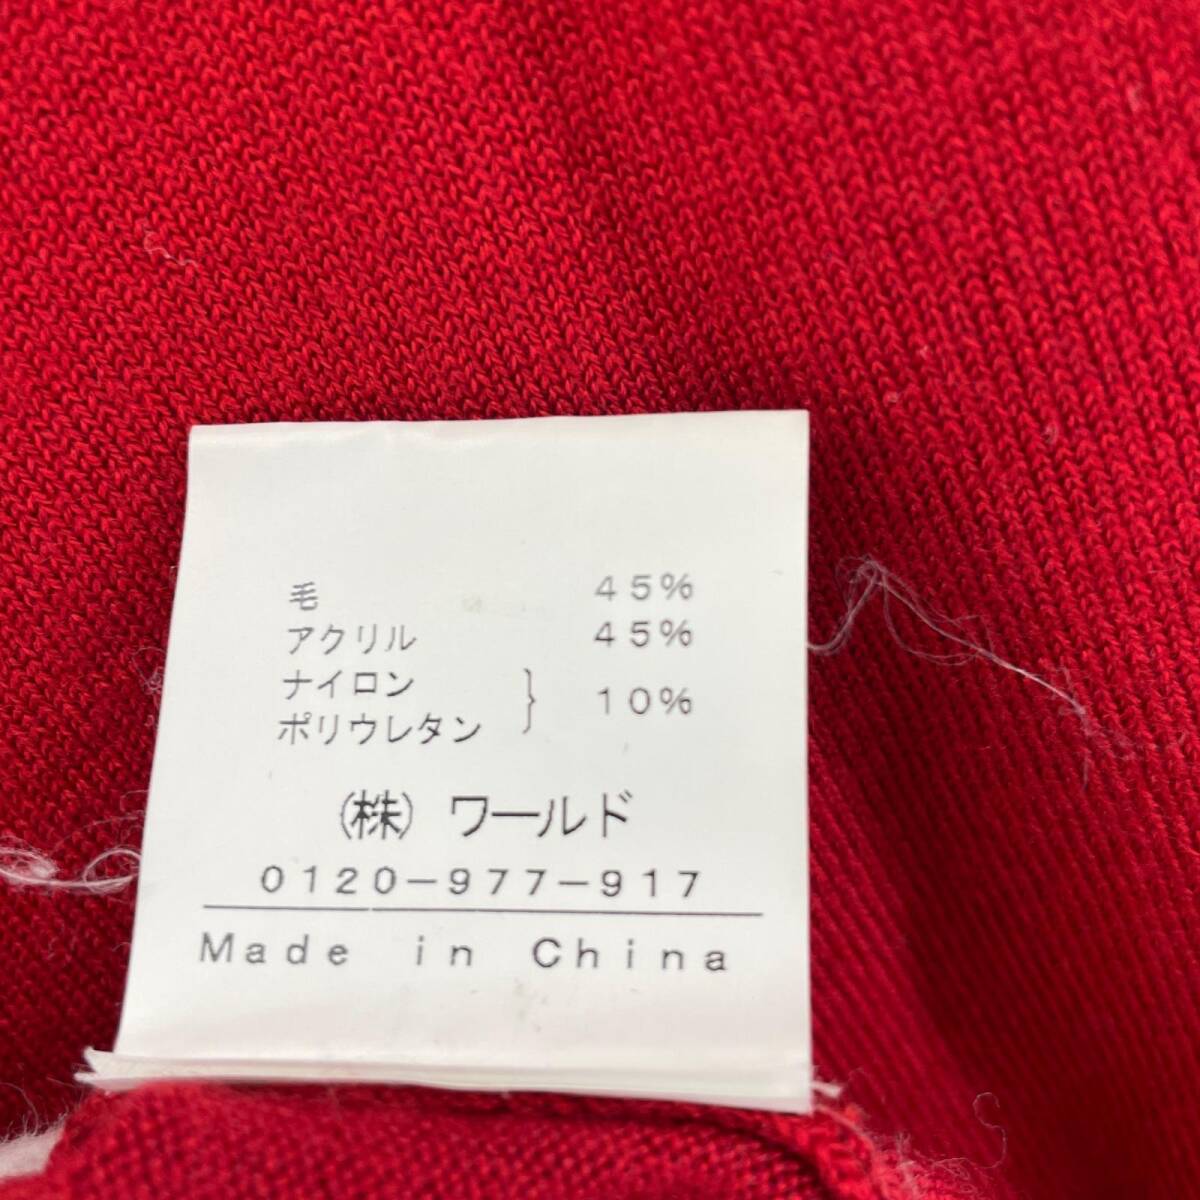 毛 45%
アクリル 45%
ナイロン
ポリウレタン } 10%
(株) ワールド
0120-977-917
Made in China